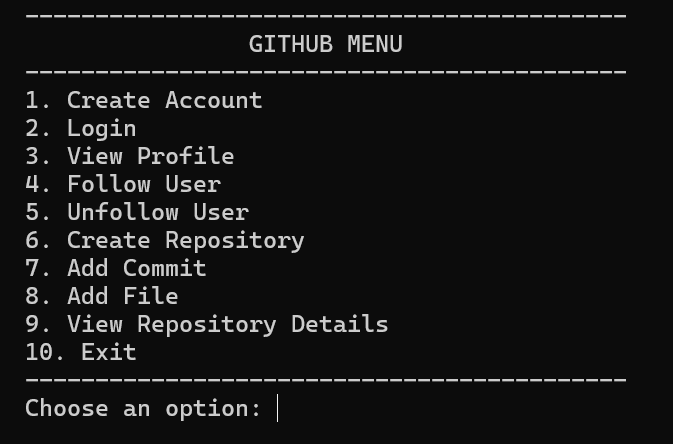 -------------------------------------------
GITHUB MENU
-------------------------------------------
1. Create Account
2. Login
3. View Profile
4. Follow User
5. Unfollow User
6. Create Repository
7. Add Commit
8. Add File
9. View Repository Details
10. Exit
-------------------------------------------
Choose an option: